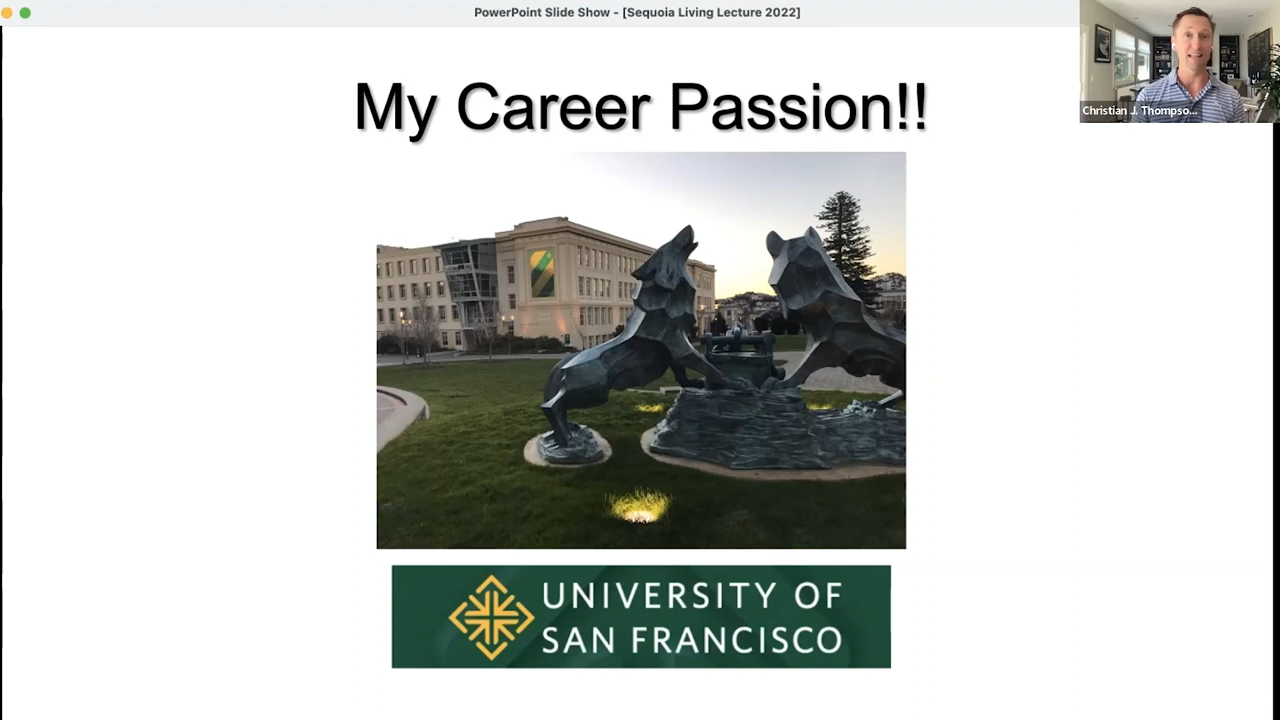 PowerPoint Slide Show - [Sequoia Living Lecture 2022]
Christian J. Thompso...
My Career Passion!!
UNIVERSITY OF
SAN FRANCISCO